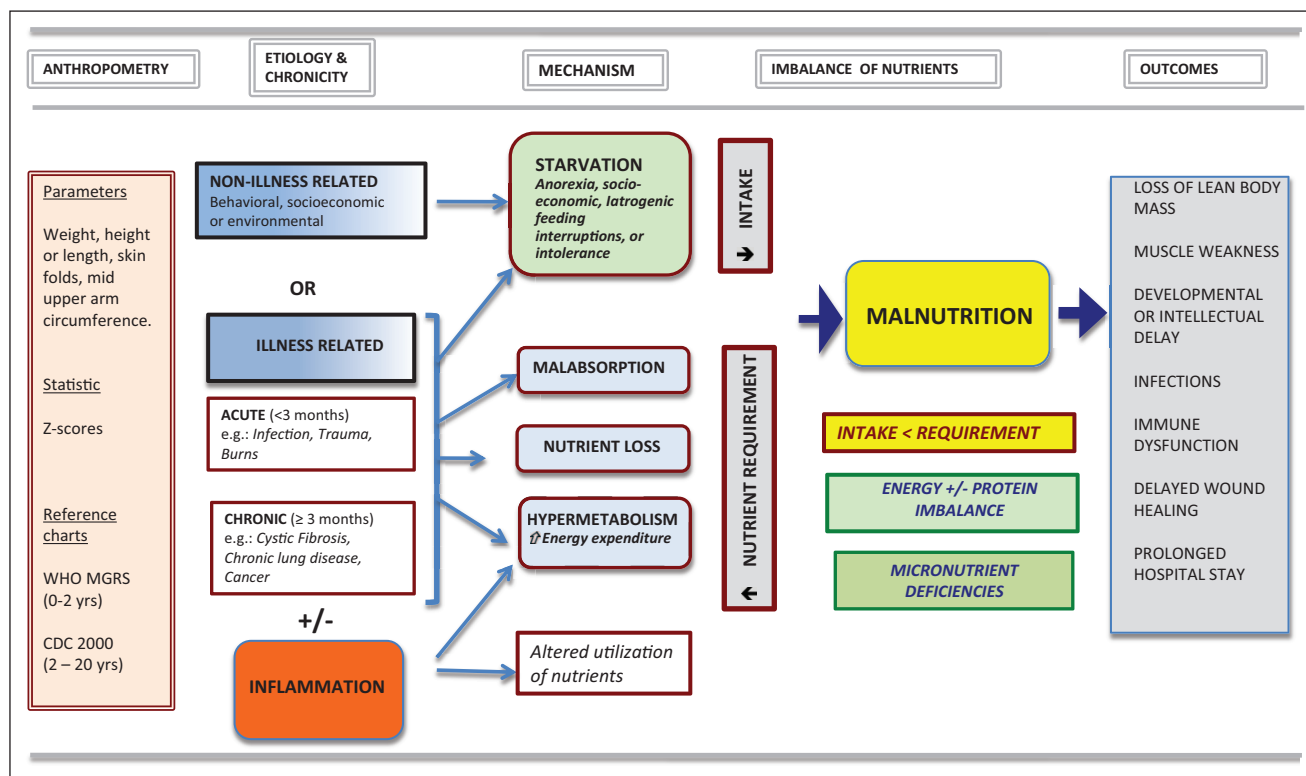 ANTHROPOMETRY
ETIOLOGY &
CHRONICITY
MECHANISM
IMBALANCE OF NUTRIENTS
OUTCOMES
Parameters
Weight, height
or length, skin
folds, mid
upper arm
circumference.
Statistic
Z-scores
Reference
charts
WHO MGRS
(0-2 yrs)
CDC 2000
(2 – 20 yrs)
NON-ILLNESS RELATED
Behavioral, socioeconomic
or environmental
OR
ILLNESS RELATED
ACUTE (<3 months)
e.g.: Infection, Trauma,
Burns
CHRONIC (≥ 3 months)
e.g.: Cystic Fibrosis,
Chronic lung disease,
Cancer
+/-
INFLAMMATION
STARVATION
Anorexia, socio-
economic, Iatrogenic
feeding
interruptions, or
intolerance
MALABSORPTION
NUTRIENT LOSS
HYPERMETABOLISM
⇧ Energy expenditure
Altered utilization
of nutrients
➔ INTAKE
➔ NUTRIENT REQUIREMENT
MALNUTRITION
INTAKE < REQUIREMENT
ENERGY +/- PROTEIN
IMBALANCE
MICRONUTRIENT
DEFICIENCIES
LOSS OF LEAN BODY
MASS
MUSCLE WEAKNESS
DEVELOPMENTAL
OR INTELLECTUAL
DELAY
INFECTIONS
IMMUNE
DYSFUNCTION
DELAYED WOUND
HEALING
PROLONGED
HOSPITAL STAY